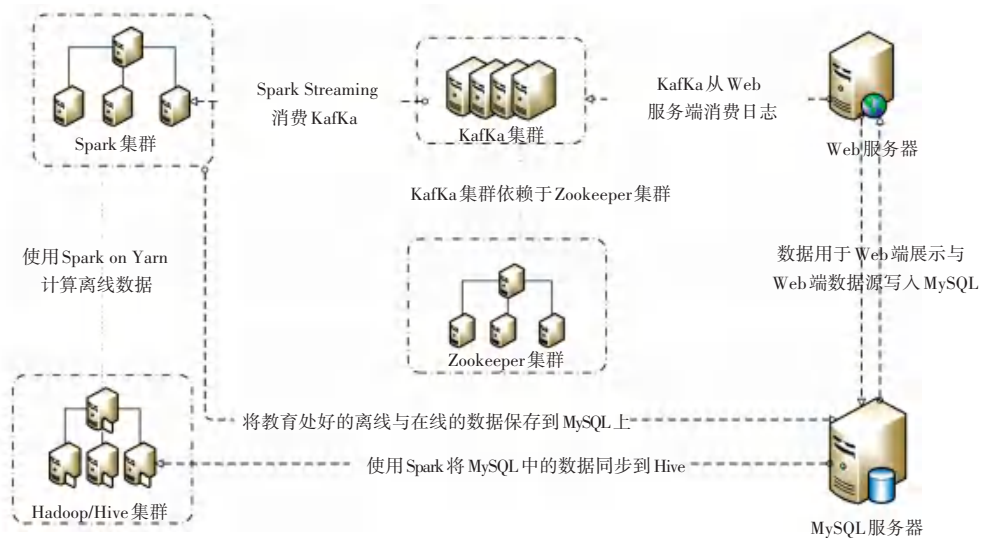 Spark Streaming
消费KafKa
KafKa从Web
服务端消费日志
Spark集群
KafKa集群
Web服务器
KafKa集群依赖于Zookeeper集群
使用Spark on Yarn
计算离线数据
数据用于Web端展示与
Web端数据源写入MySQL
Zookeeper集群
将教育处好的离线与在线的数据保存到MySQL上
使用Spark将MySQL中的数据同步到Hive
Hadoop/Hive集群
MySQL服务器